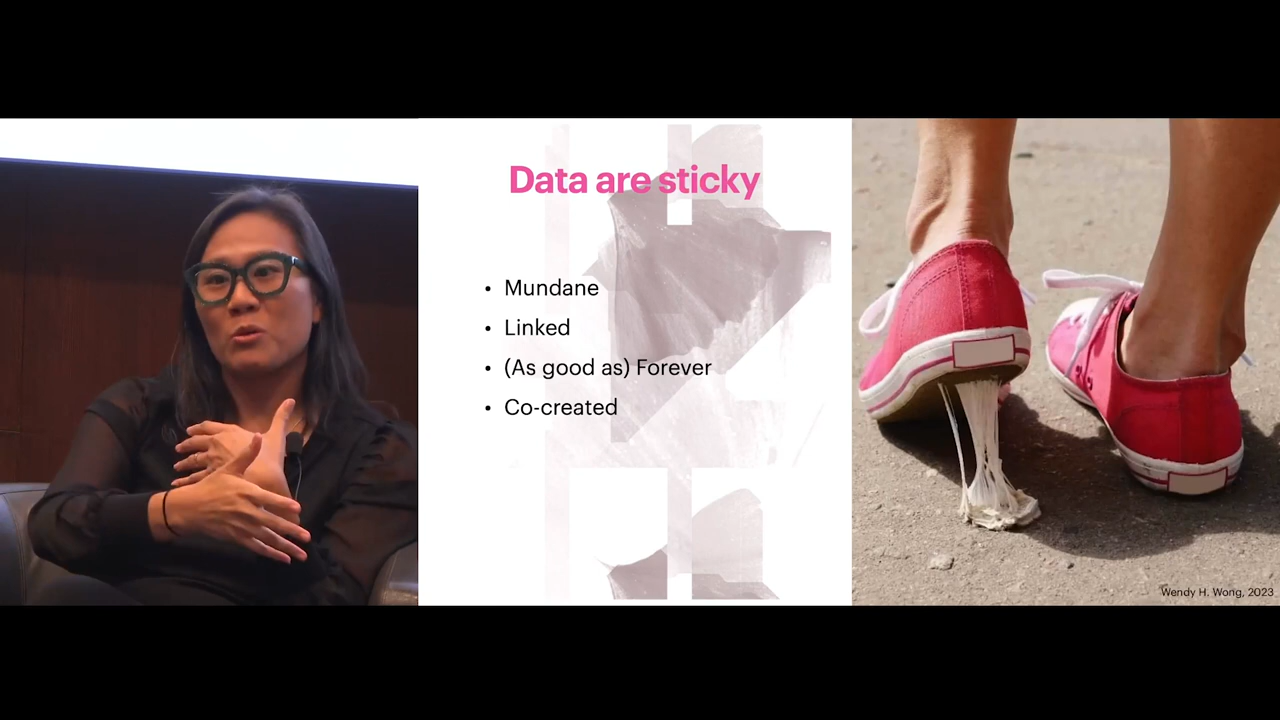 Data are sticky
• Mundane
• Linked
• (As good as) Forever
• Co-created
Wendy H. Wong, 2023